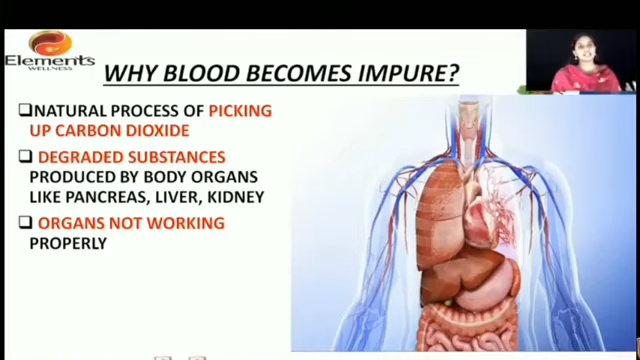 Elements
WELLNESS
WHY BLOOD BECOMES IMPURE?
NATURAL PROCESS OF PICKING
UP CARBON DIOXIDE
DEGRADED SUBSTANCES
PRODUCED BY BODY ORGANS
LIKE PANCREAS, LIVER, KIDNEY
ORGANS NOT WORKING
PROPERLY